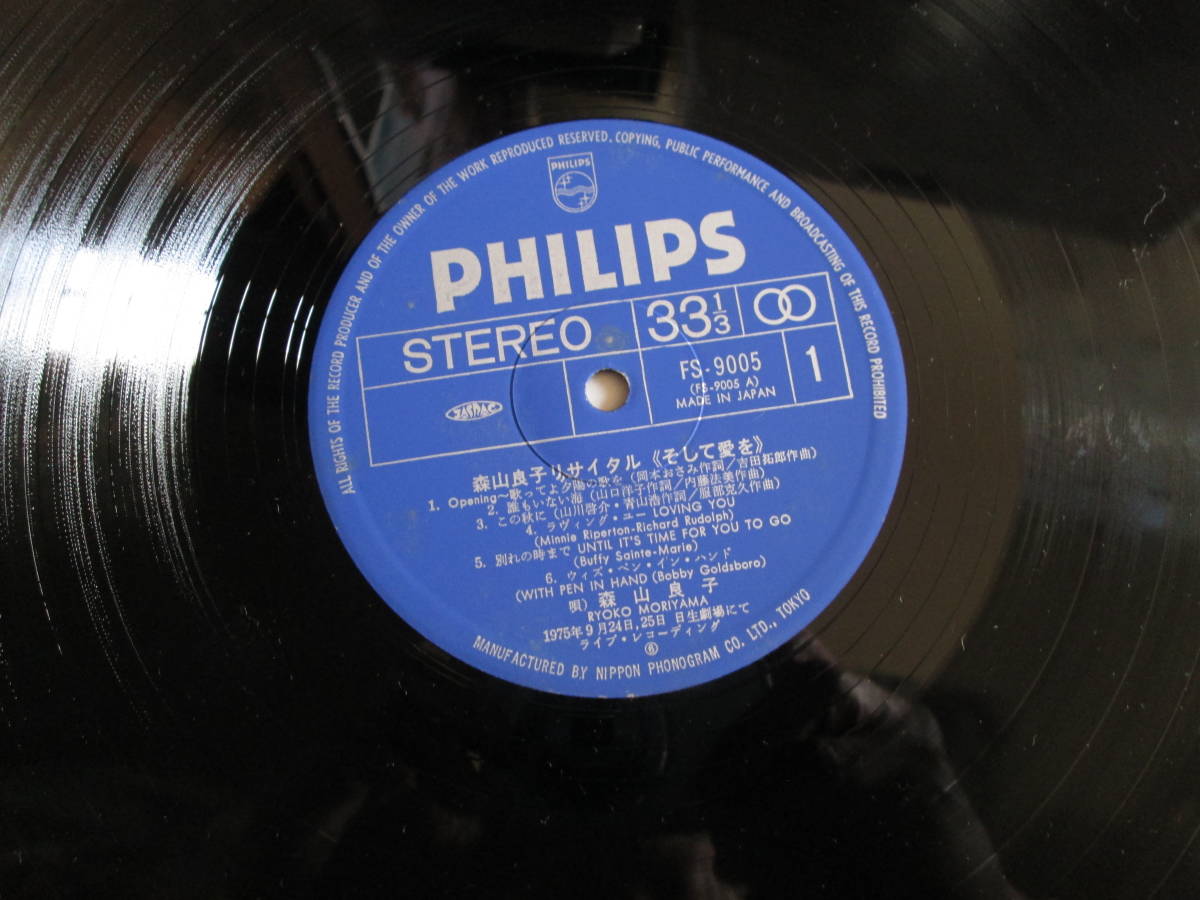 ALL RIGHTS OF THE RECORD PRODUCER AND OF THE OWNER OF THE WORK REPRODUCED RESERVED. COPYING, PUBLIC PERFORMANCE AND BROADCASTING OF THIS RECORD PROHIBITED
PHILIPS
PHILIPS
STEREO
33 1/3
FS-9005
(FS-9005 A)
MADE IN JAPAN
1
JASRAC
森山良子リサイタル《そして愛を》
1. Opening〜歌ってよ夕陽の歌を (岡本おさみ作詞/吉田拓郎作曲)
2. 誰もいない海 (山口洋子作詞/内藤法美作曲)
3. この秋に (山川啓介・青山浩作詞/服部克久作曲)
4. ラヴィング・ユー LOVING YOU
(Minnie Riperton-Richard Rudolph)
5. 別れの時まで UNTIL IT'S TIME FOR YOU TO GO
(Buffy Sainte-Marie)
6. ウィズ・ペン・イン・ハンド
(WITH PEN IN HAND (Bobby Goldsboro)
唄) 森山良子
RYOKO MORIYAMA
1975年9月24日,25日 日生劇場にて
ライブ・レコーディング
⑥
MANUFACTURED BY NIPPON PHONOGRAM CO. LTD., TOKYO